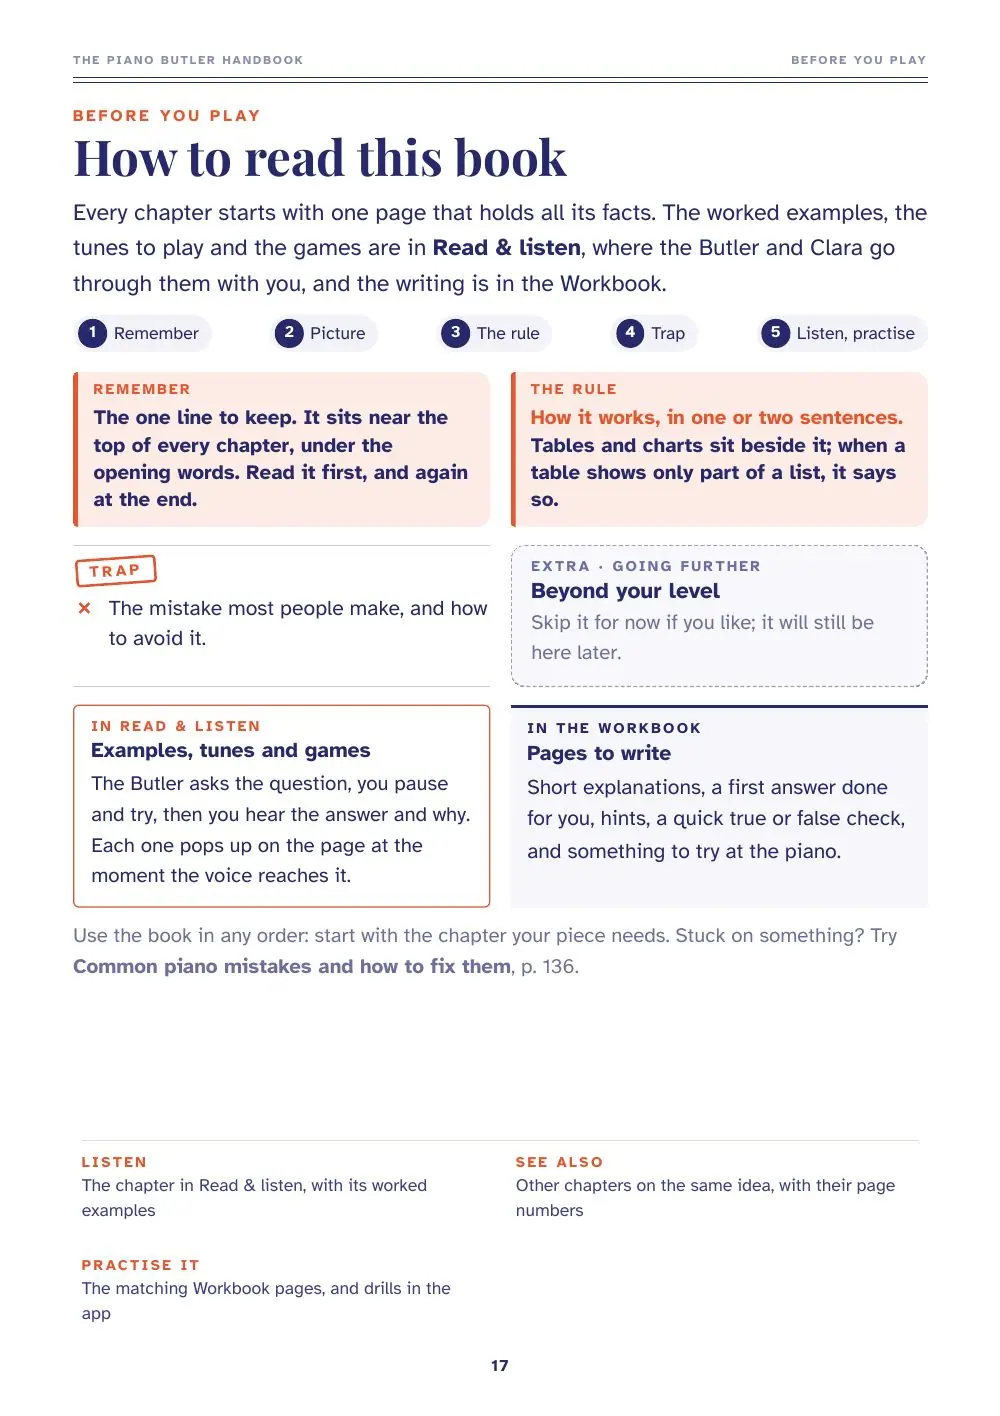 THE PIANO BUTLER HANDBOOK
BEFORE YOU PLAY
BEFORE YOU PLAY
How to read this book
Every chapter starts with one page that holds all its facts. The worked examples, the
tunes to play and the games are in Read & listen, where the Butler and Clara go
through them with you, and the writing is in the Workbook.
1 Remember
2 Picture
3 The rule
4 Trap
5 Listen, practise
REMEMBER
The one line to keep. It sits near the
top of every chapter, under the
opening words. Read it first, and again
at the end.
THE RULE
How it works, in one or two sentences.
Tables and charts sit beside it; when a
table shows only part of a list, it says
so.
TRAP
× The mistake most people make, and how
to avoid it.
EXTRA · GOING FURTHER
Beyond your level
Skip it for now if you like; it will still be
here later.
IN READ & LISTEN
Examples, tunes and games
The Butler asks the question, you pause
and try, then you hear the answer and why.
Each one pops up on the page at the
moment the voice reaches it.
IN THE WORKBOOK
Pages to write
Short explanations, a first answer done
for you, hints, a quick true or false check,
and something to try at the piano.
Use the book in any order: start with the chapter your piece needs. Stuck on something? Try
Common piano mistakes and how to fix them, p. 136.
LISTEN
The chapter in Read & listen, with its worked
examples
SEE ALSO
Other chapters on the same idea, with their page
numbers
PRACTISE IT
The matching Workbook pages, and drills in the
app
17